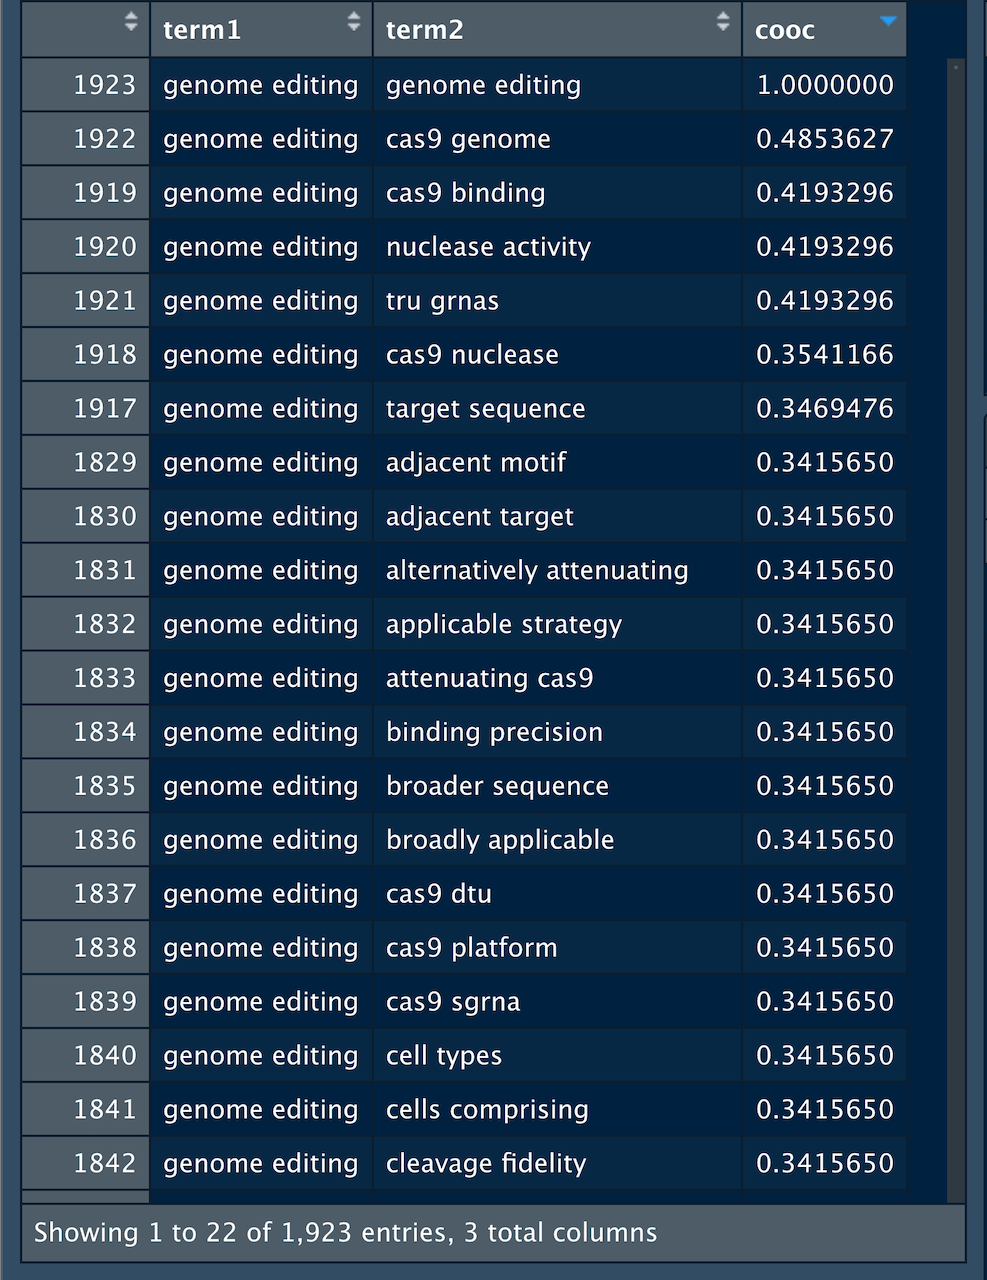 term1 term2 cooc
1923 genome editing genome editing 1.0000000
1922 genome editing cas9 genome 0.4853627
1919 genome editing cas9 binding 0.4193296
1920 genome editing nuclease activity 0.4193296
1921 genome editing tru grnas 0.4193296
1918 genome editing cas9 nuclease 0.3541166
1917 genome editing target sequence 0.3469476
1829 genome editing adjacent motif 0.3415650
1830 genome editing adjacent target 0.3415650
1831 genome editing alternatively attenuating 0.3415650
1832 genome editing applicable strategy 0.3415650
1833 genome editing attenuating cas9 0.3415650
1834 genome editing binding precision 0.3415650
1835 genome editing broader sequence 0.3415650
1836 genome editing broadly applicable 0.3415650
1837 genome editing cas9 dtu 0.3415650
1838 genome editing cas9 platform 0.3415650
1839 genome editing cas9 sgrna 0.3415650
1840 genome editing cell types 0.3415650
1841 genome editing cells comprising 0.3415650
1842 genome editing cleavage fidelity 0.3415650
Showing 1 to 22 of 1,923 entries, 3 total columns